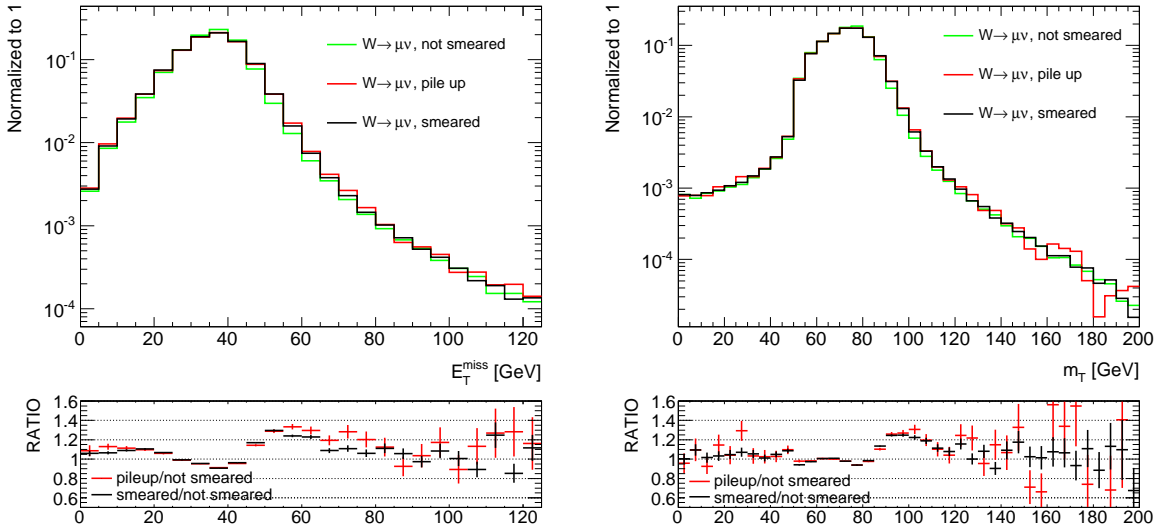 Normalized to 1
10⁻¹
10⁻²
10⁻³
10⁻⁴
W→μν, not smeared
W→μν, pile up
W→μν, smeared
0 20 40 60 80 100 120
E_T^miss [GeV]
RATIO
1.6
1.4
1.2
1
0.8
0.6
pileup/not smeared
smeared/not smeared
0 20 40 60 80 100 120
Normalized to 1
10⁻¹
10⁻²
10⁻³
10⁻⁴
W→μν, not smeared
W→μν, pile up
W→μν, smeared
0 20 40 60 80 100 120 140 160 180 200
m_T [GeV]
RATIO
1.6
1.4
1.2
1
0.8
0.6
pileup/not smeared
smeared/not smeared
0 20 40 60 80 100 120 140 160 180 200